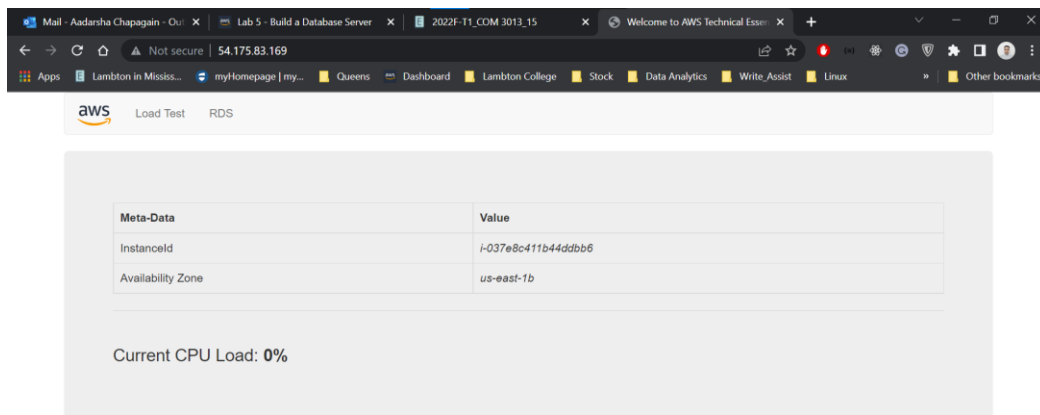 Mail - Aadarsha Chapagain - Out
Lab 5 - Build a Database Server
2022F-T1_COM 3013_15
Welcome to AWS Technical Essen
Not secure | 54.175.83.169
Apps
Lambton in Mississ...
myHomepage | my...
Queens
Dashboard
Lambton College
Stock
Data Analytics
Write_Assist
Linux
»
Other bookmarks
aws Load Test RDS
Meta-Data Value
InstanceId i-037e8c411b44ddbb6
Availability Zone us-east-1b
Current CPU Load: 0%